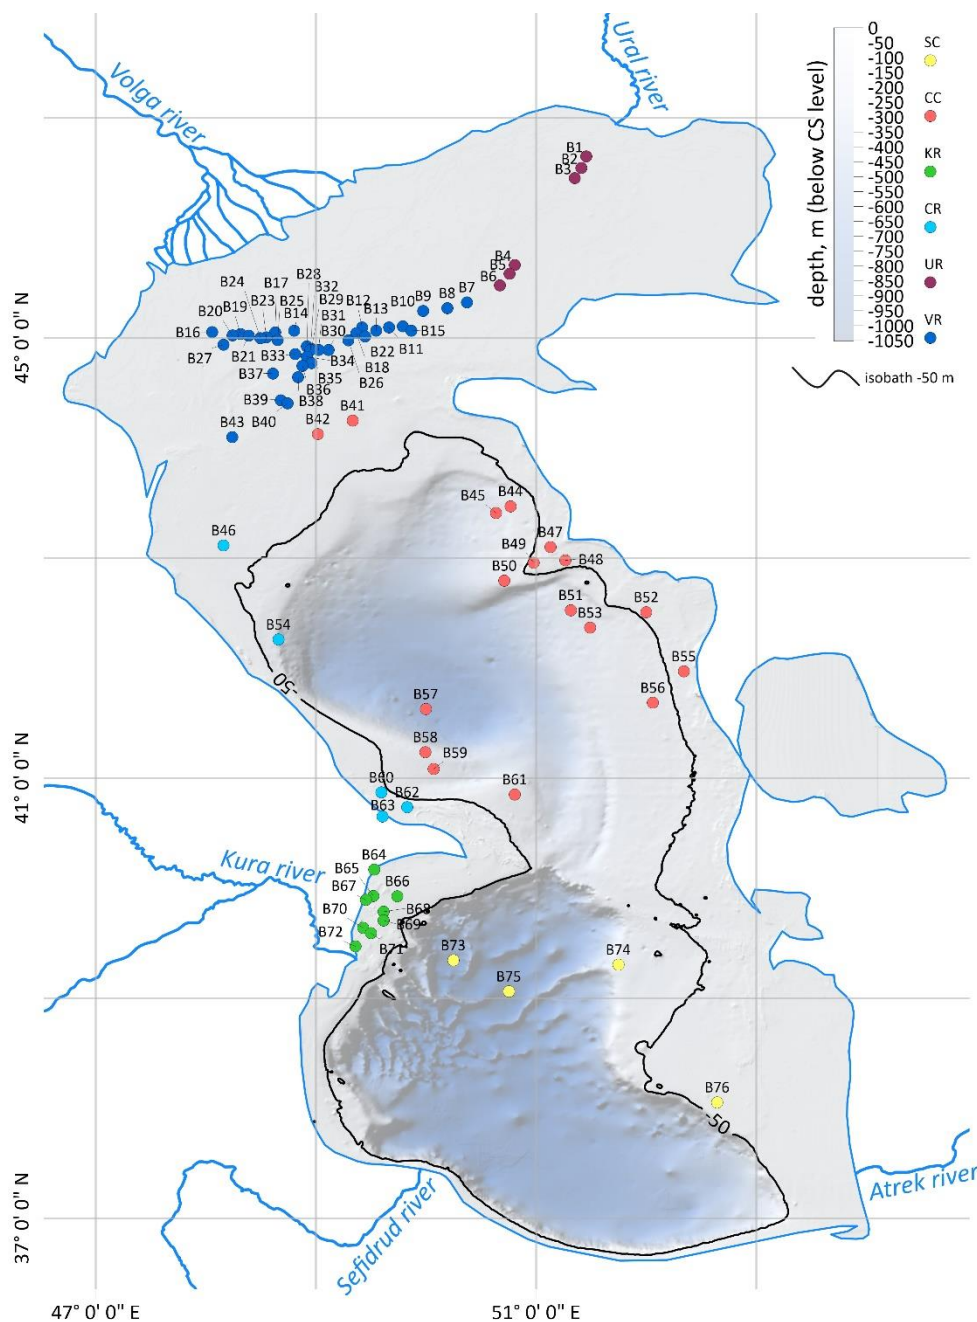 Volga river
Ural river
0
-50
-100
-150
-200
-250
-300
-350
-400
-450
-500
-550
-600
-650
-700
-750
-800
-850
-900
-950
-1000
-1050
depth, m (below CS level)
SC
CC
KR
CR
UR
VR
isobath -50 m
B1
B2
B3
B4
B5
B6
B7
B8
B9
B10
B28
B32
B17
B24
B23
B25
B29
B12
B13
B20
B19
B14
B31
B16
B30
B15
B27
B21
B33
B34
B22
B11
B18
B37
B35
B26
B36
B39
B38
B40
B41
B42
B43
45° 0' 0" N
B45
B44
B46
B49
B47
B48
B50
B51
B52
B53
B54
B55
B56
-50
B57
B58
B59
B60
B62
B61
B63
41° 0' 0" N
Kura river
B64
B65
B67
B66
B70
B68
B69
B72
B71
B73
B74
B75
B76
-50
Atrek river
Sefidrud river
37° 0' 0" N
47° 0' 0" E
51° 0' 0" E